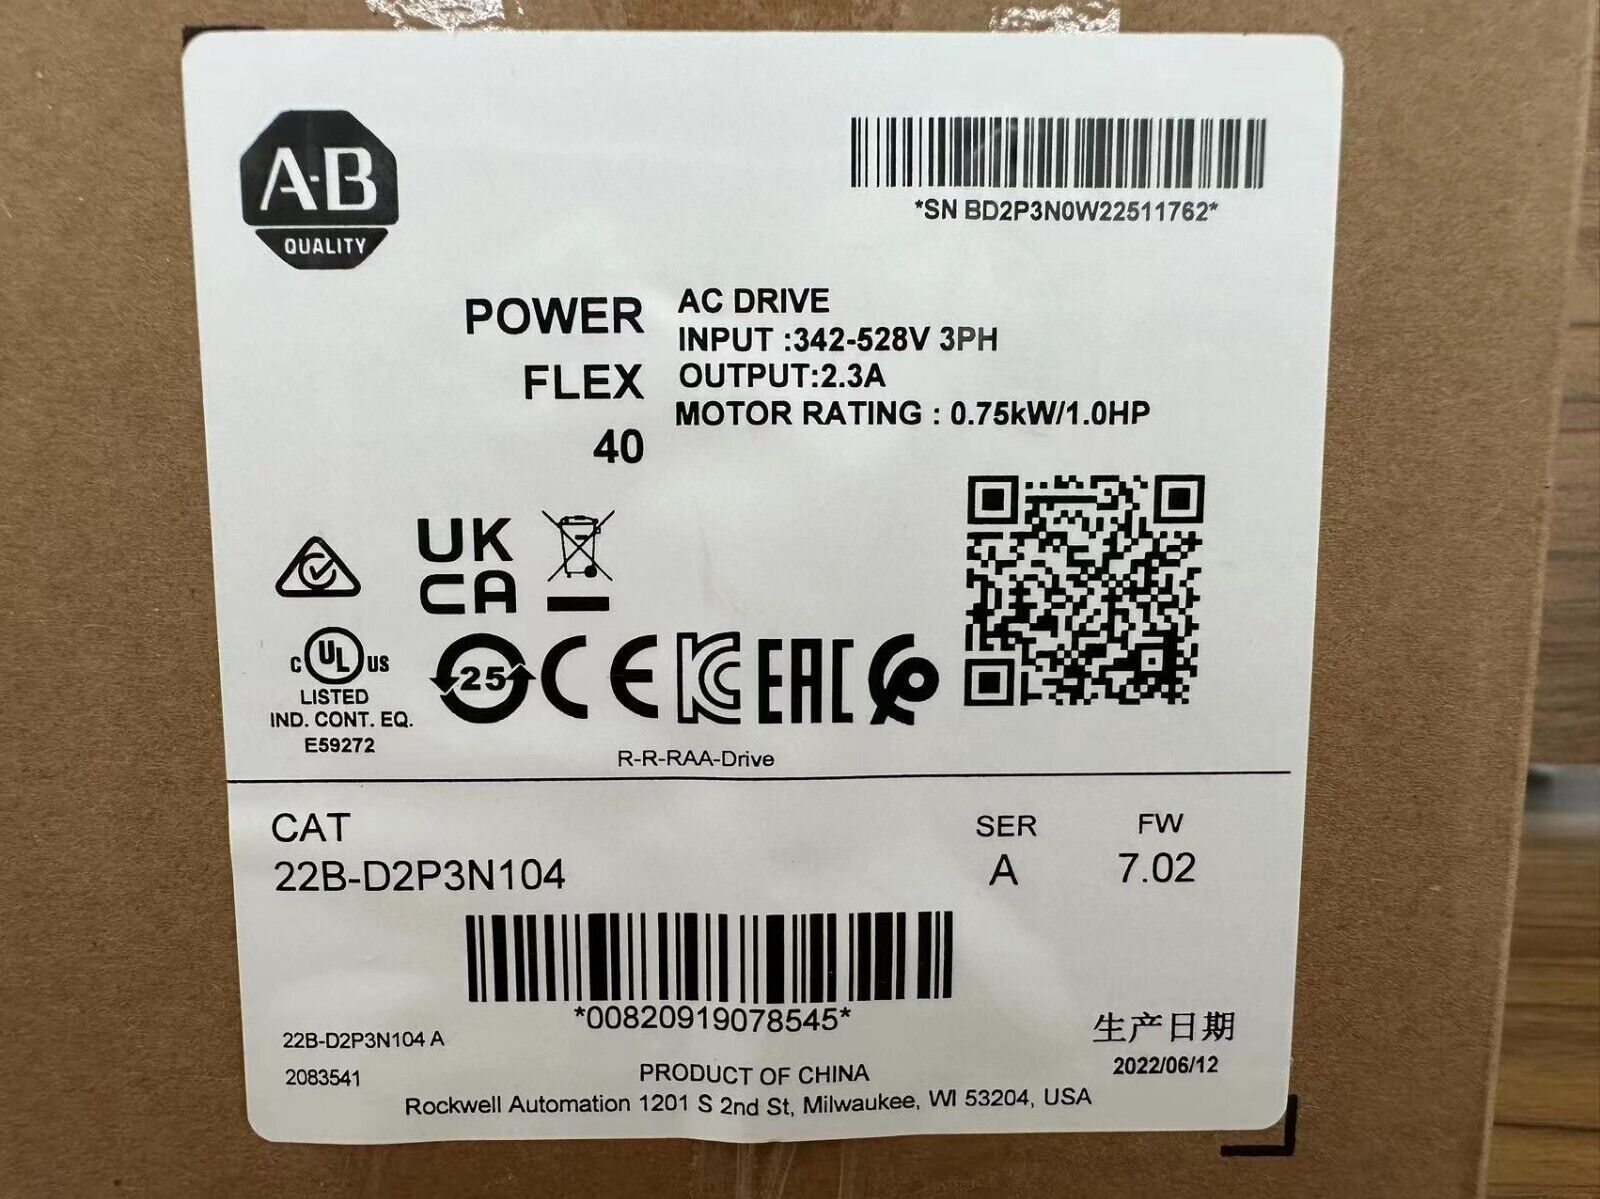 A-B
QUALITY
*SN BD2P3N0W22511762*
POWER
FLEX
40
AC DRIVE
INPUT :342-528V 3PH
OUTPUT:2.3A
MOTOR RATING : 0.75kW/1.0HP
UK
CA
C UL US
LISTED
IND. CONT. EQ.
E59272
25
CE
KC
EAC
R-R-RAA-Drive
CAT
22B-D2P3N104
SER
A
FW
7.02
*00820919078545*
22B-D2P3N104 A
2083541
生产日期
2022/06/12
PRODUCT OF CHINA
Rockwell Automation 1201 S 2nd St, Milwaukee, WI 53204, USA